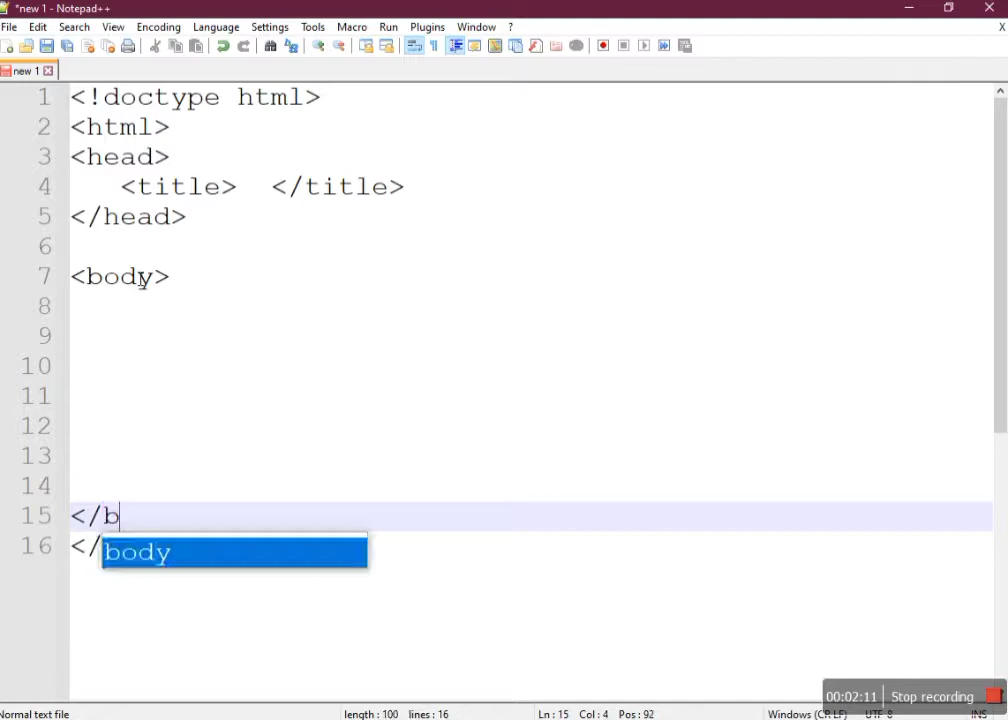 *new 1 - Notepad++
File Edit Search View Encoding Language Settings Tools Macro Run Plugins Window ? X
new 1
1 <!doctype html>
2 <html>
3 <head>
4 <title> </title>
5 </head>
6
7 <body>
8
9
10
11
12
13
14
15 </b
16 </
body
00:02:11 Stop recording
Normal text file length : 100 lines : 16 Ln : 15 Col : 4 Pos : 92 Windows (CR LF) UTF-8 INS